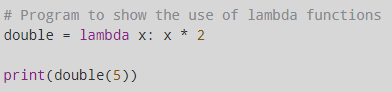 # Program to show the use of lambda functions
double = lambda x: x * 2
print(double(5))